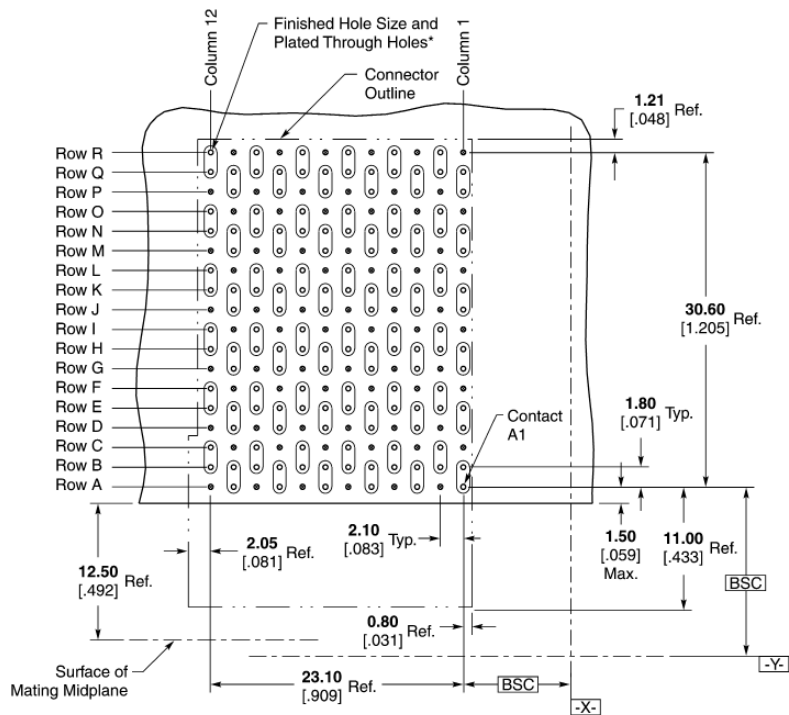 Column 12
Finished Hole Size and
Plated Through Holes*
Column 1
Connector
Outline
1.21
[.048] Ref.
Row R
Row Q
Row P
Row O
Row N
Row M
Row L
Row K
Row J
Row I
Row H
Row G
Row F
Row E
Row D
Row C
Row B
Row A
30.60
[1.205] Ref.
1.80
[.071] Typ.
Contact
A1
2.05
[.081] Ref.
2.10
[.083] Typ.
1.50
[.059]
Max.
11.00
[.433] Ref.
BSC
12.50
[.492] Ref.
0.80
[.031] Ref.
Surface of
Mating Midplane
-Y-
23.10
[.909] Ref.
BSC
-X-